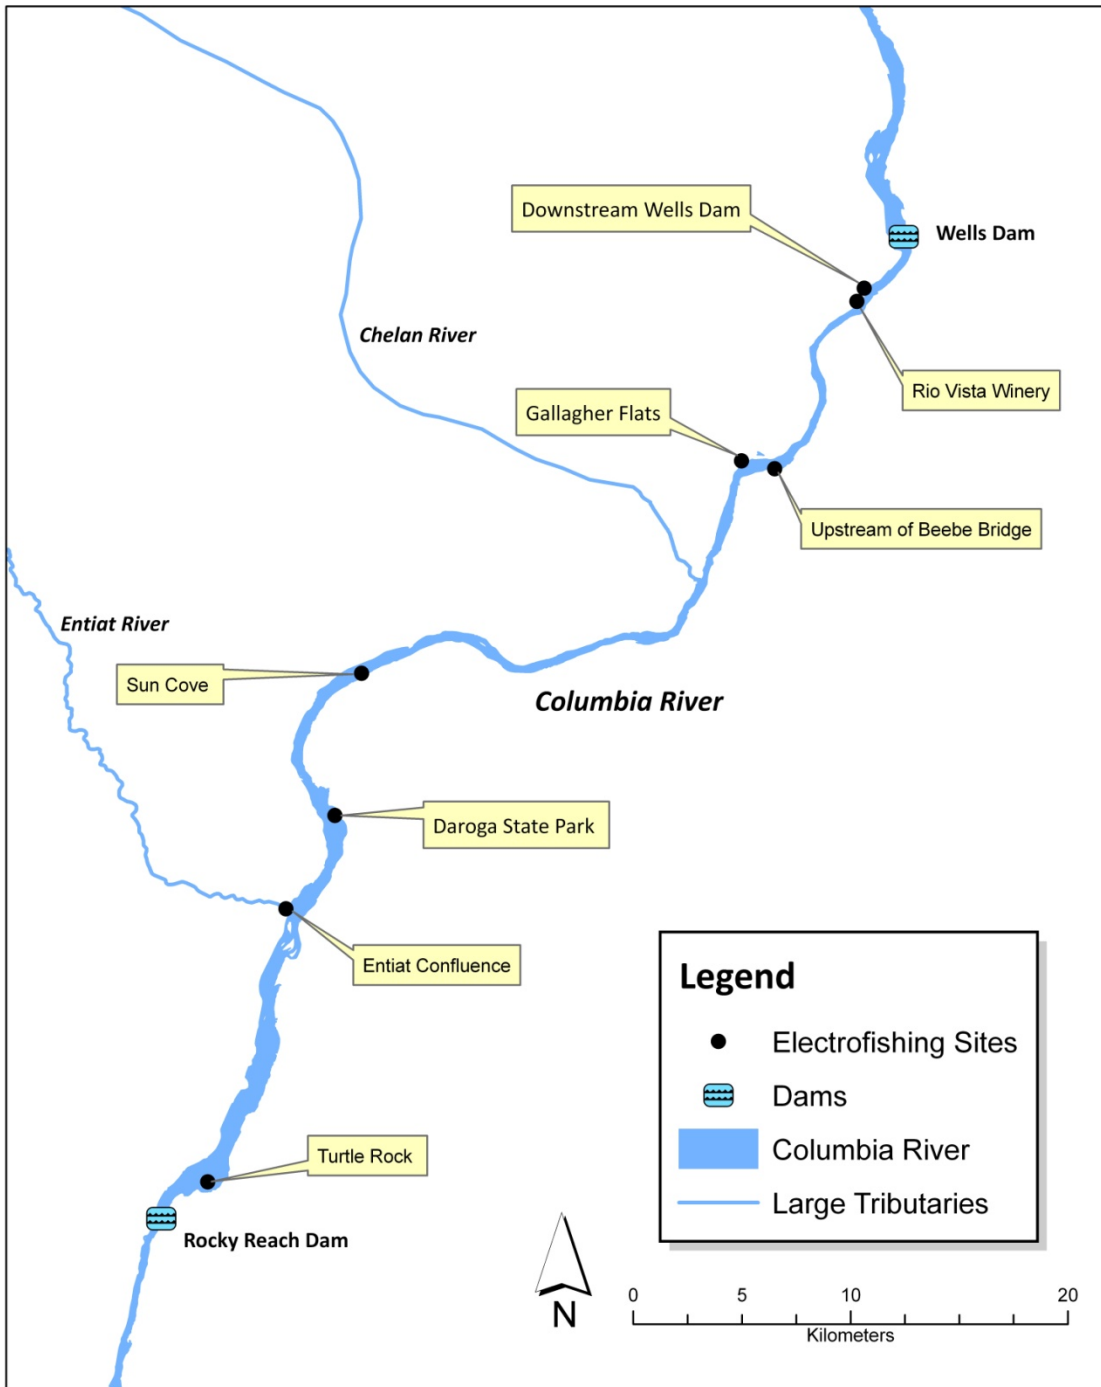 Downstream Wells Dam
Wells Dam
Chelan River
Rio Vista Winery
Gallagher Flats
Upstream of Beebe Bridge
Entiat River
Sun Cove
Columbia River
Daroga State Park
Entiat Confluence
Legend
Electrofishing Sites
Dams
Columbia River
Large Tributaries
Turtle Rock
Rocky Reach Dam
N
0 5 10 20
Kilometers